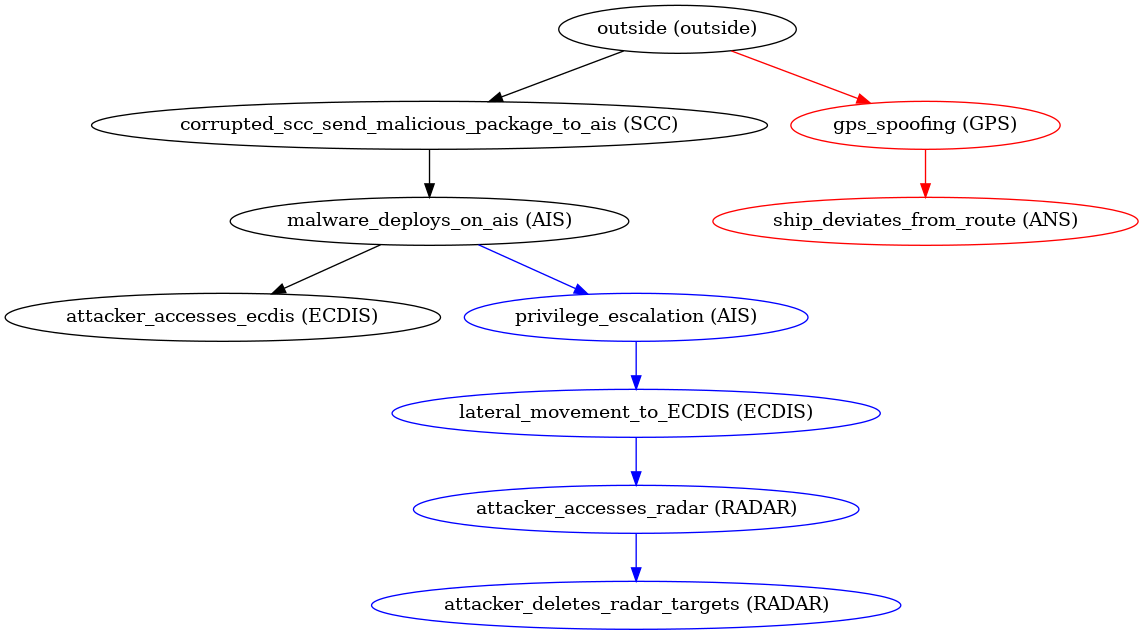 outside (outside)
corrupted_scc_send_malicious_package_to_ais (SCC)
gps_spoofing (GPS)
malware_deploys_on_ais (AIS)
ship_deviates_from_route (ANS)
attacker_accesses_ecdis (ECDIS)
privilege_escalation (AIS)
lateral_movement_to_ECDIS (ECDIS)
attacker_accesses_radar (RADAR)
attacker_deletes_radar_targets (RADAR)